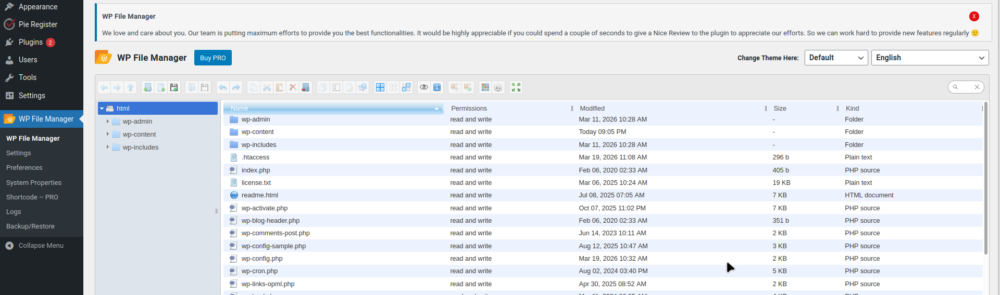 Appearance
Pie Register
Plugins 2
Users
Tools
Settings
WP File Manager
WP File Manager
Settings
Preferences
System Properties
Shortcode – PRO
Logs
Backup/Restore
Collapse Menu
WP File Manager
X
We love and care about you. Our team is putting maximum efforts to provide you the best functionalities. It would be highly appreciable if you could spend a couple of seconds to give a Nice Review to the plugin to appreciate our efforts. So we can work hard to provide new features regularly 🙂
WP File Manager Buy PRO Change Theme Here: Default English
html
wp-admin
wp-content
wp-includes
Name Permissions Modified Size Kind
wp-admin read and write Mar 11, 2026 10:28 AM - Folder
wp-content read and write Today 09:05 PM - Folder
wp-includes read and write Mar 11, 2026 10:28 AM - Folder
.htaccess read and write Mar 19, 2026 11:08 AM 296 b Plain text
index.php read and write Feb 06, 2020 02:33 AM 405 b PHP source
license.txt read and write Mar 06, 2025 10:24 AM 19 KB Plain text
readme.html read and write Jul 08, 2025 07:05 AM 7 KB HTML document
wp-activate.php read and write Oct 07, 2025 11:02 PM 7 KB PHP source
wp-blog-header.php read and write Feb 06, 2020 02:33 AM 351 b PHP source
wp-comments-post.php read and write Jun 14, 2023 10:11 AM 2 KB PHP source
wp-config-sample.php read and write Aug 12, 2025 10:47 AM 3 KB PHP source
wp-config.php read and write Mar 19, 2026 10:32 AM 2 KB PHP source
wp-cron.php read and write Aug 02, 2024 03:40 PM 5 KB PHP source
wp-links-opml.php read and write Apr 30, 2025 08:52 AM 2 KB PHP source